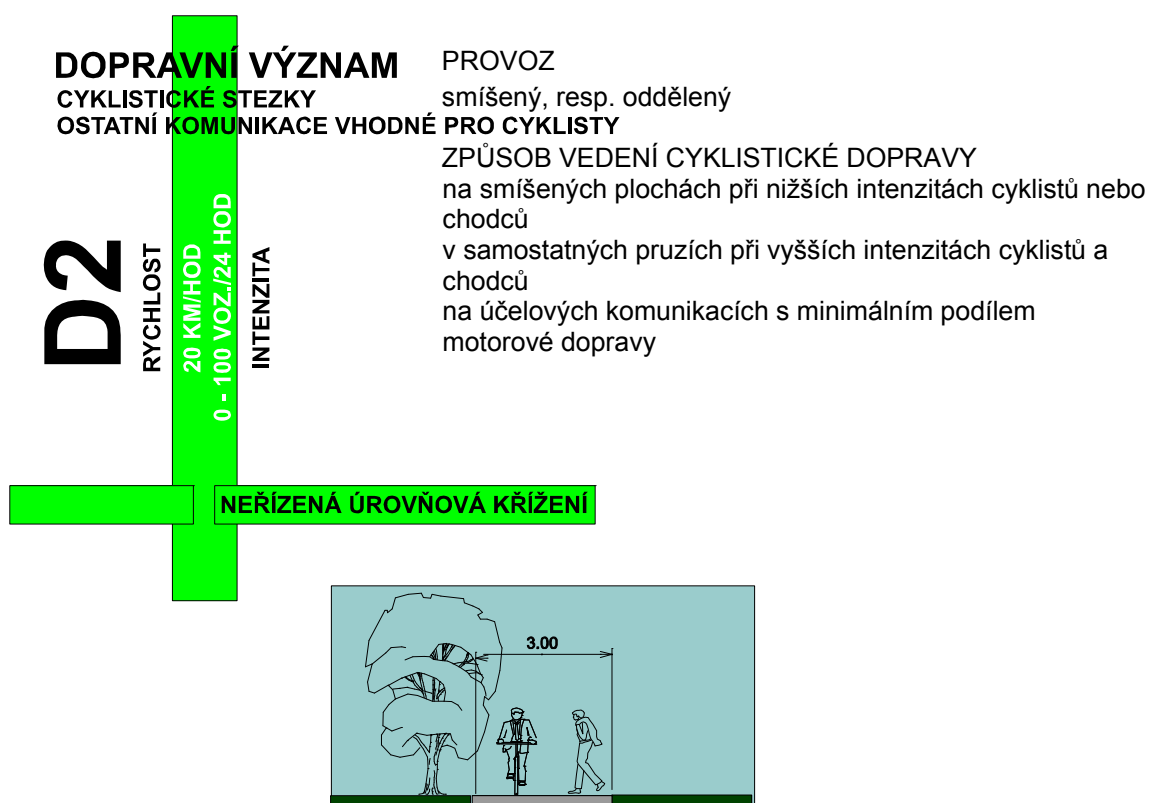 DOPRAVNÍ VÝZNAM
CYKLISTICKÉ STEZKY
OSTATNÍ KOMUNIKACE VHODNÉ PRO CYKLISTY
PROVOZ
smíšený, resp. oddělený
ZPŮSOB VEDENÍ CYKLISTICKÉ DOPRAVY
na smíšených plochách při nižších intenzitách cyklistů nebo
chodců
v samostatných pruzích při vyšších intenzitách cyklistů a
chodců
na účelových komunikacích s minimálním podílem
motorové dopravy
D2
RYCHLOST
20 KM/HOD
0 - 100 VOZ./24 HOD
INTENZITA
NEŘÍZENÁ ÚROVŇOVÁ KŘÍŽENÍ
3.00